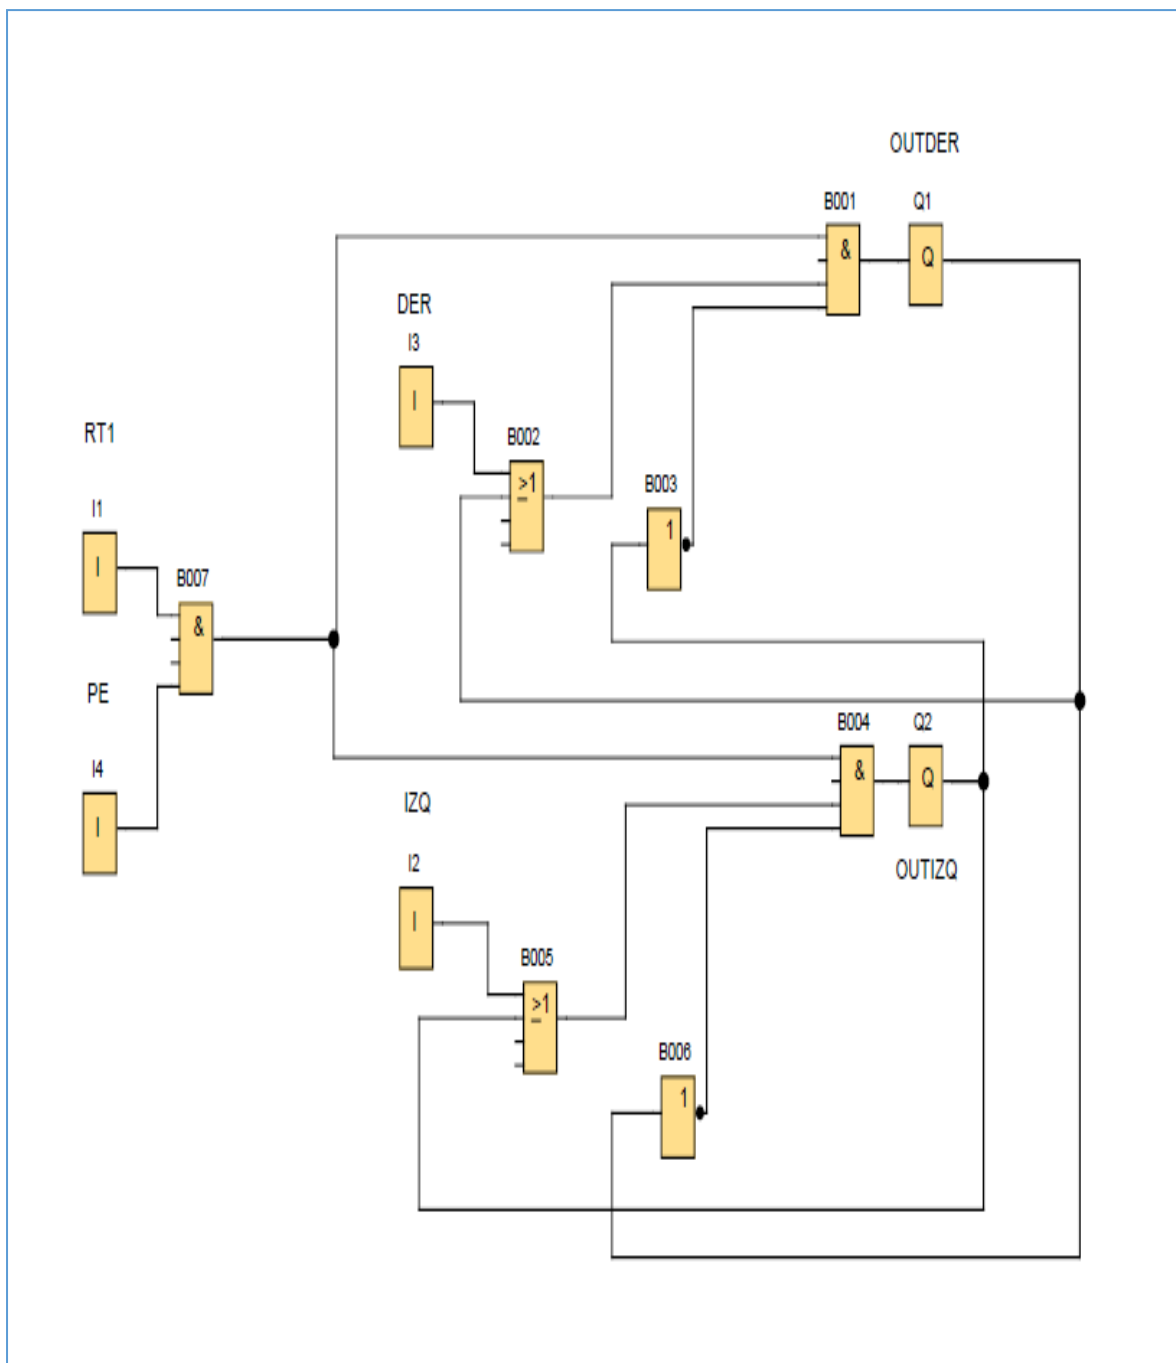 OUTDER
B001
Q1
&
Q
DER
I3
I
B002
≥1
B003
1
RT1
I1
I
B007
&
PE
I4
I
B004
Q2
&
Q
OUTIZQ
IZQ
I2
I
B005
≥1
B006
1